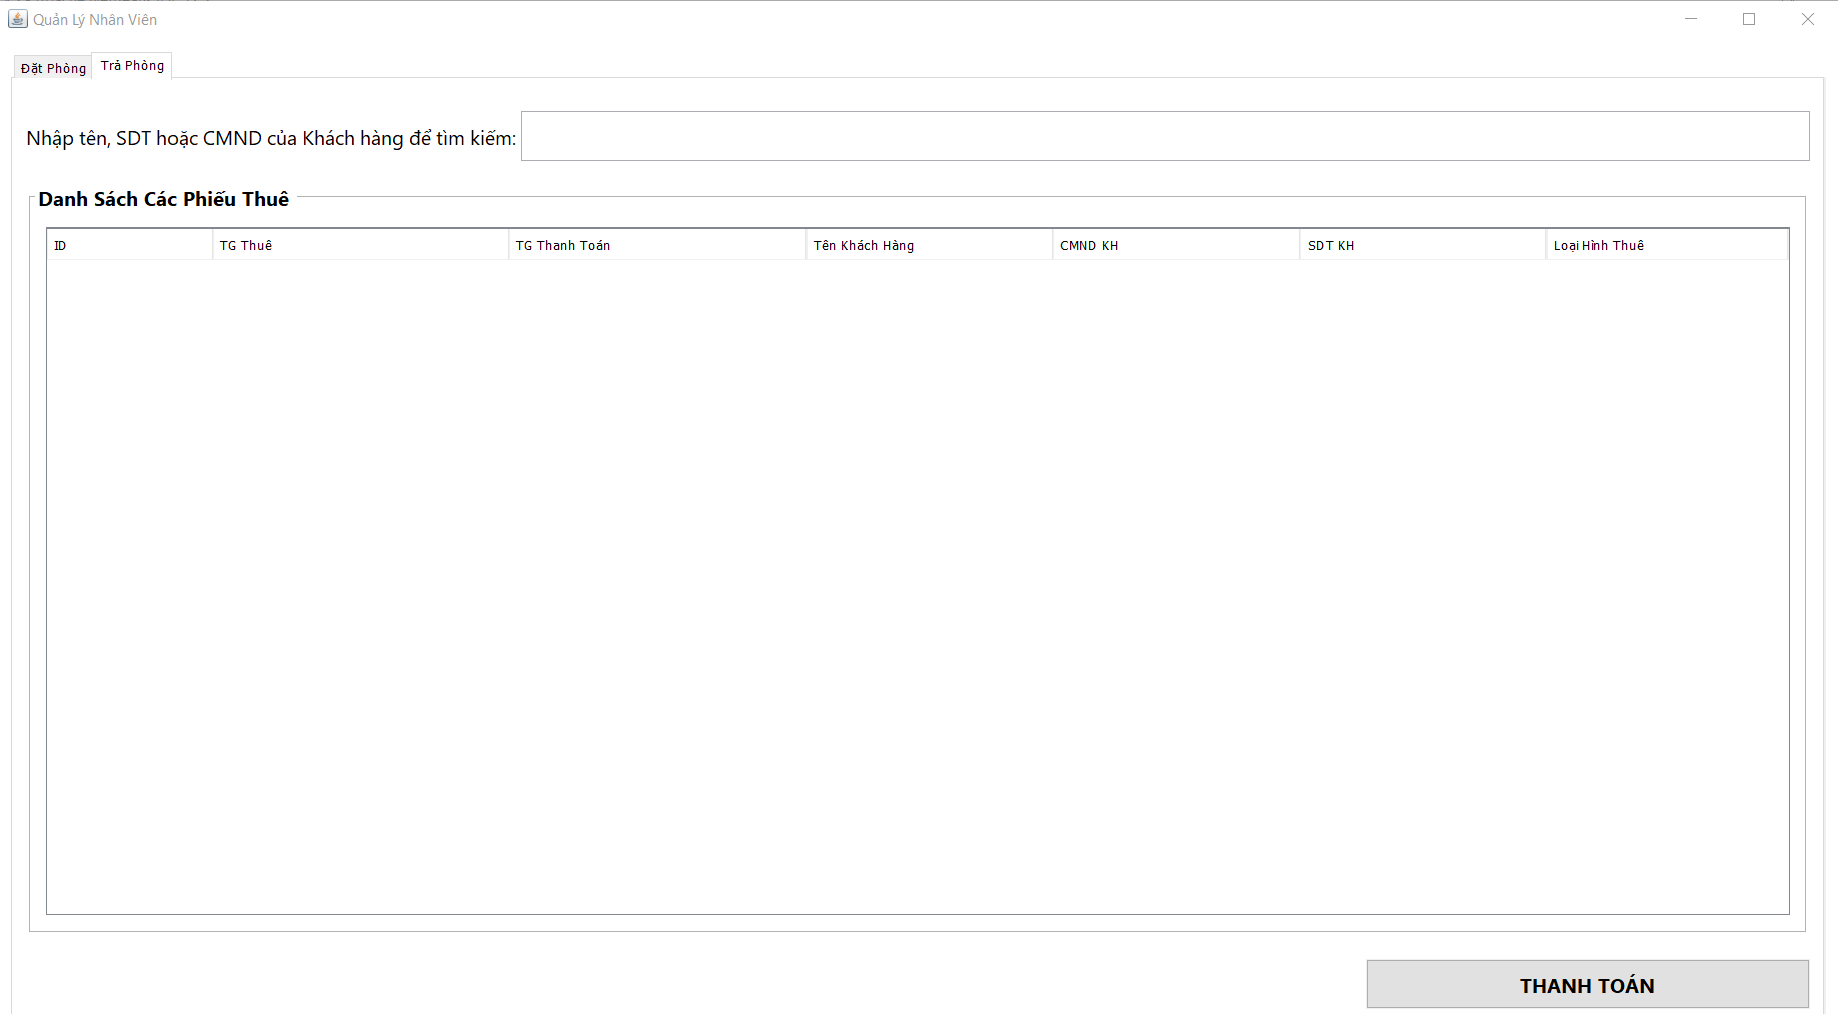 Quản Lý Nhân Viên
Đặt Phòng
Trả Phòng
Nhập tên, SDT hoặc CMND của Khách hàng để tìm kiếm:
Danh Sách Các Phiếu Thuê
ID
TG Thuê
TG Thanh Toán
Tên Khách Hàng
CMND KH
SDT KH
Loại Hình Thuê
THANH TOÁN